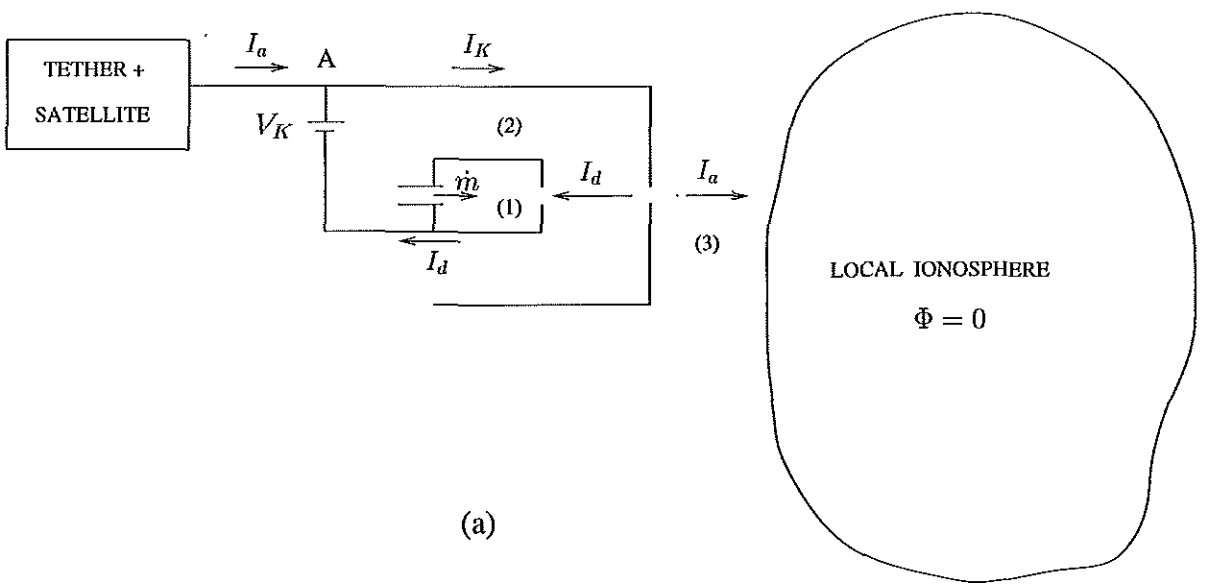 I_a
A
I_K
TETHER +
SATELLITE
V_K
(2)
ṁ
I_d
I_a
(1)
(3)
I_d
LOCAL IONOSPHERE
Φ = 0
(a)